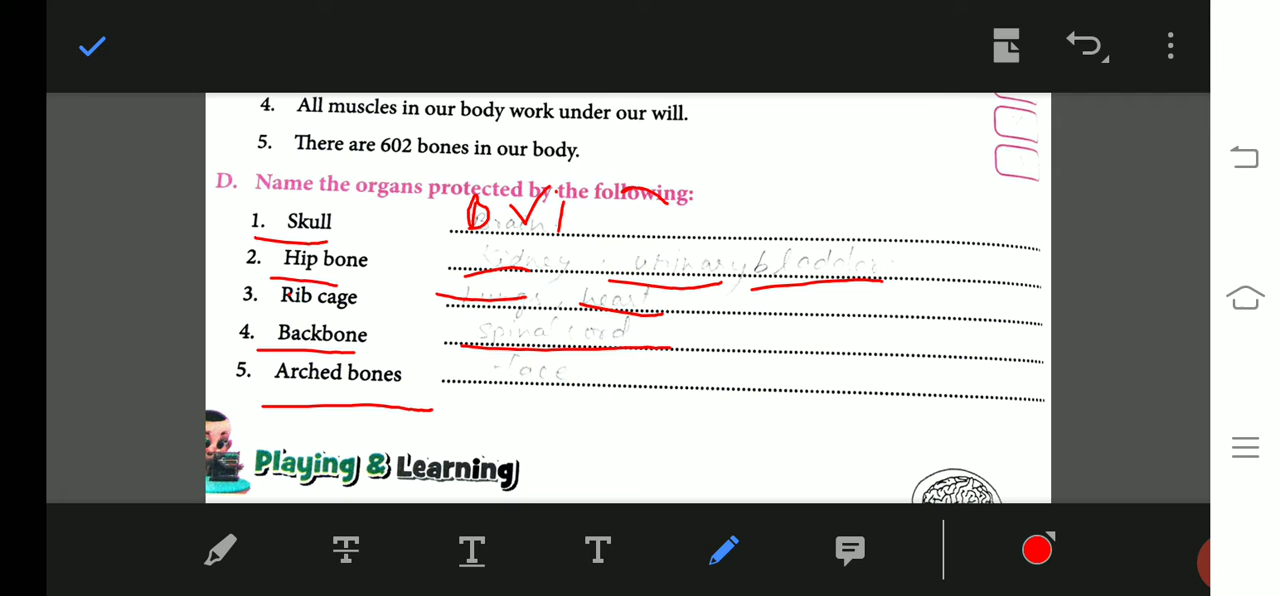 4. All muscles in our body work under our will.
5. There are 602 bones in our body.
D. Name the organs protected by the following:
1. Skull Brain
2. Hip bone Kidney, urinary bladder
3. Rib cage lungs, heart
4. Backbone Spinal cord
5. Arched bones Face
Playing & Learning